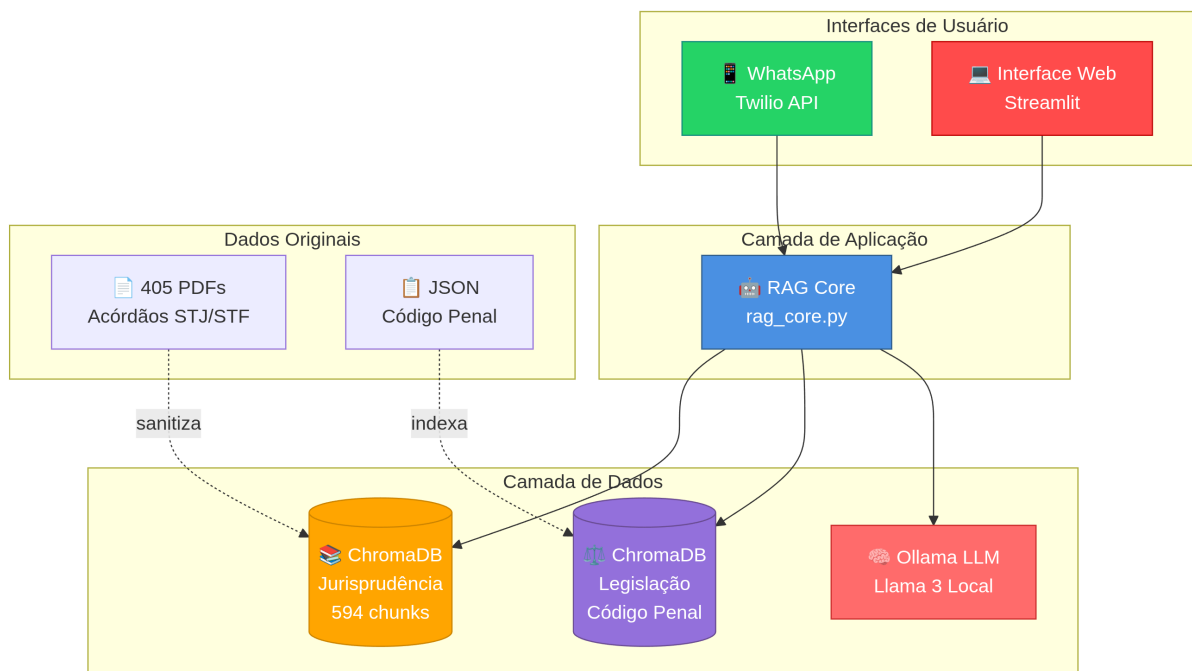 Interfaces de Usuário
📱 WhatsApp
Twilio API
💻 Interface Web
Streamlit
Dados Originais
📄 405 PDFs
Acórdãos STJ/STF
📋 JSON
Código Penal
Camada de Aplicação
🤖 RAG Core
rag_core.py
sanitiza
indexa
Camada de Dados
📚 ChromaDB
Jurisprudência
594 chunks
⚖️ ChromaDB
Legislação
Código Penal
🧠 Ollama LLM
Llama 3 Local